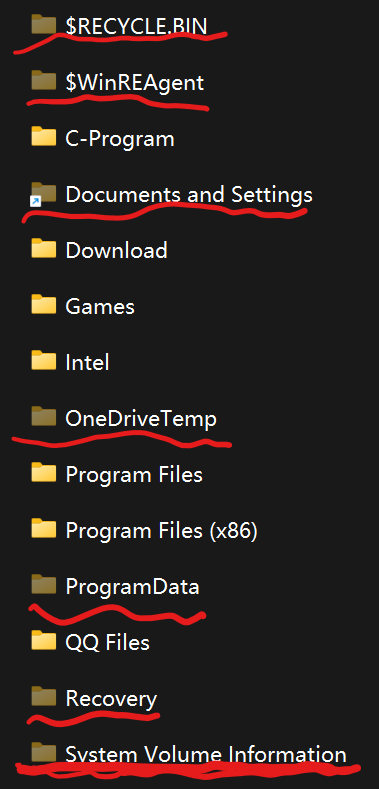 $RECYCLE.BIN
$WinREAgent
C-Program
Documents and Settings
Download
Games
Intel
OneDriveTemp
Program Files
Program Files (x86)
ProgramData
QQ Files
Recovery
System Volume Information